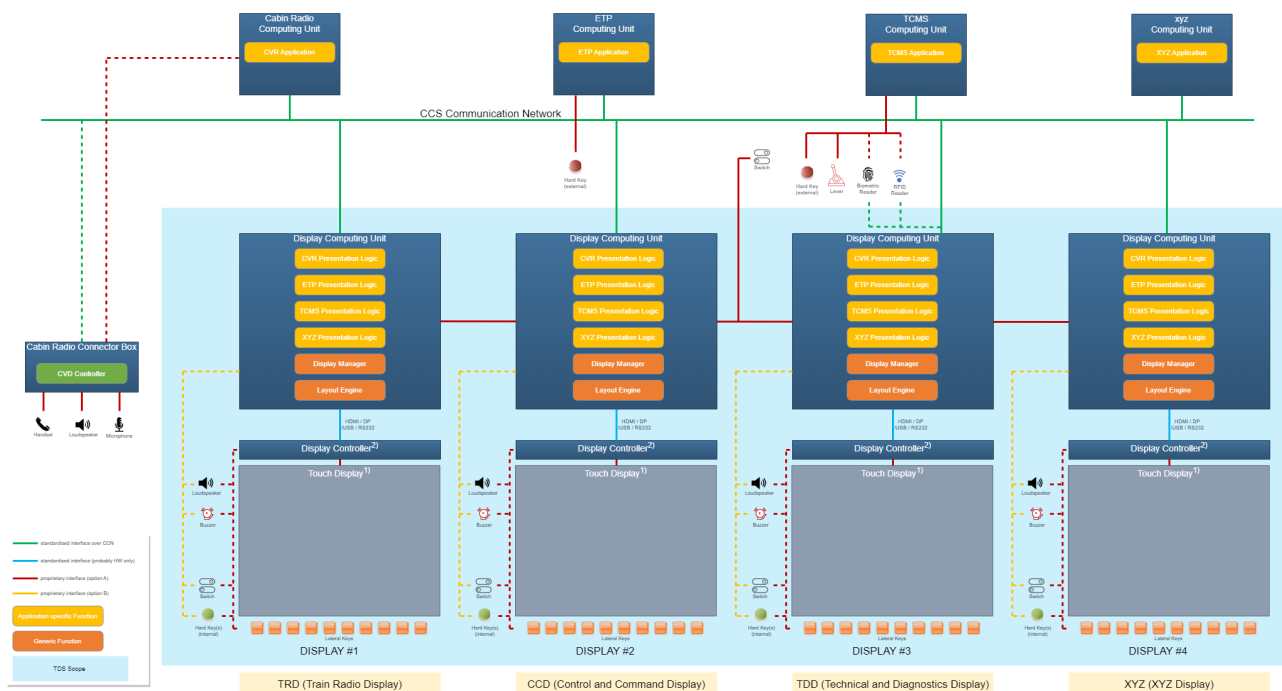 Cabin Radio
Computing Unit
CVR Application
ETP
Computing Unit
ETP Application
TCMS
Computing Unit
TCMS Application
xyz
Computing Unit
XYZ Application
CCS Communication Network
Hard Key
(external)
Switch
Hard Key
(external)
Lever
Biometric
Reader
RFID
Reader
Display Computing Unit
CVR Presentation Logic
ETP Presentation Logic
TCMS Presentation Logic
XYZ Presentation Logic
Display Manager
Layout Engine
Display Computing Unit
CVR Presentation Logic
ETP Presentation Logic
TCMS Presentation Logic
XYZ Presentation Logic
Display Manager
Layout Engine
Display Computing Unit
CVR Presentation Logic
ETP Presentation Logic
TCMS Presentation Logic
XYZ Presentation Logic
Display Manager
Layout Engine
Display Computing Unit
CVR Presentation Logic
ETP Presentation Logic
TCMS Presentation Logic
XYZ Presentation Logic
Display Manager
Layout Engine
Cabin Radio Connector Box
CVD Controller
Handset
Loudspeaker
Microphone
HDMI / DP
/USB / RS232
HDMI / DP
/USB / RS232
HDMI / DP
/USB / RS232
HDMI / DP
/USB / RS232
Display Controller2)
Touch Display1)
Loudspeaker
Buzzer
Switch
Hard Key(s)
(internal)
Lateral Keys
DISPLAY #1
Display Controller2)
Touch Display1)
Loudspeaker
Buzzer
Switch
Hard Key(s)
(internal)
Lateral Keys
DISPLAY #2
Display Controller2)
Touch Display1)
Loudspeaker
Buzzer
Switch
Hard Key(s)
(internal)
Lateral Keys
DISPLAY #3
Display Controller2)
Touch Display1)
Loudspeaker
Buzzer
Switch
Hard Key(s)
(internal)
Lateral Keys
DISPLAY #4
standardised interface over CCN
standardised interface (probably HW only)
proprietary interface (option A)
proprietary interface (option B)
Application specific Function
Generic Function
TDS Scope
TRD (Train Radio Display)
CCD (Control and Command Display)
TDD (Technical and Diagnostics Display)
XYZ (XYZ Display)